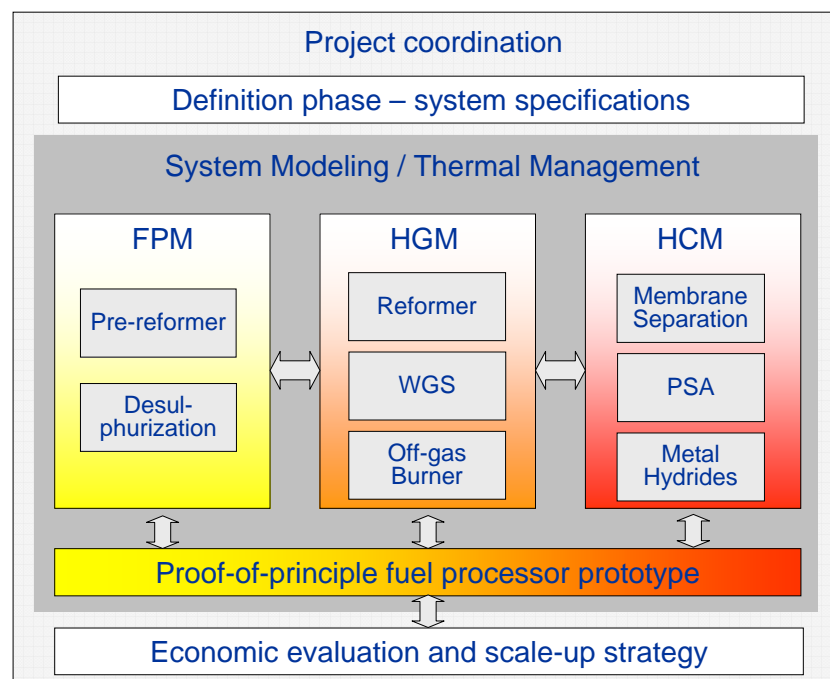 Project coordination
Definition phase – system specifications
System Modeling / Thermal Management
FPM
Pre-reformer
Desul-
phurization
HGM
Reformer
WGS
Off-gas
Burner
HCM
Membrane
Separation
PSA
Metal
Hydrides
Proof-of-principle fuel processor prototype
Economic evaluation and scale-up strategy